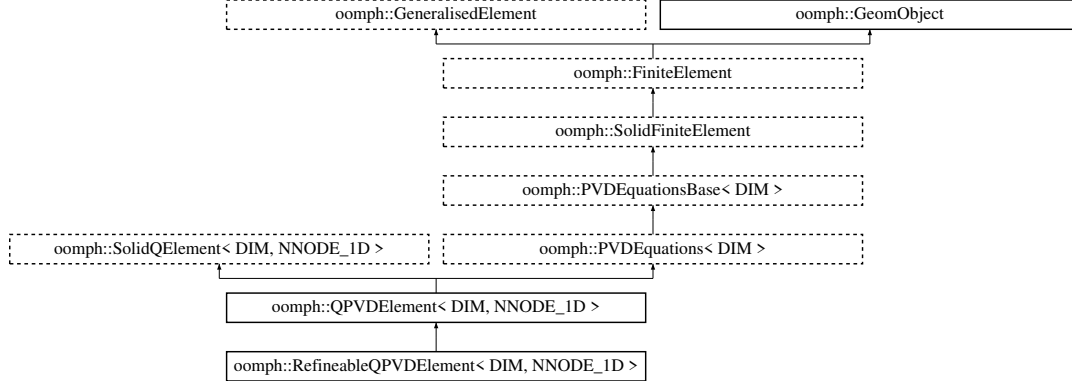 oomph::GeneralisedElement
oomph::GeomObject
oomph::FiniteElement
oomph::SolidFiniteElement
oomph::PVDEquationsBase< DIM >
oomph::SolidQElement< DIM, NNODE_1D >
oomph::PVDEquations< DIM >
oomph::QPVDElement< DIM, NNODE_1D >
oomph::RefineableQPVDElement< DIM, NNODE_1D >